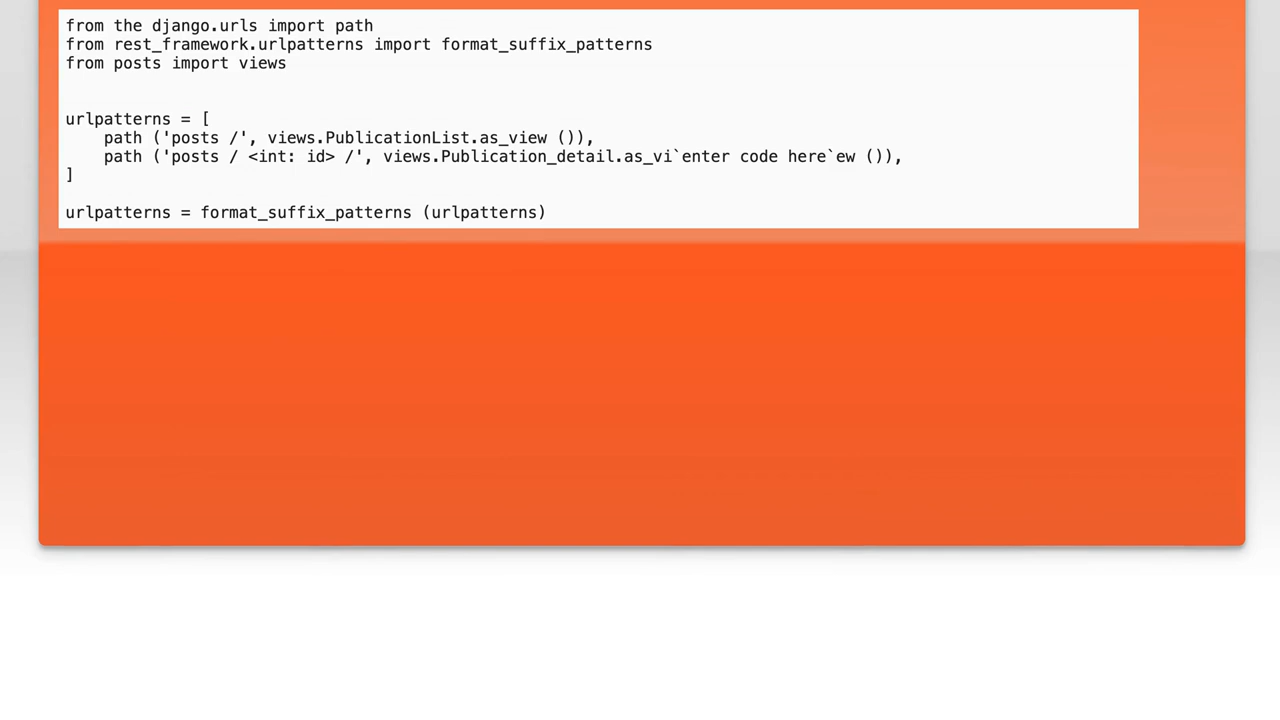 from the django.urls import path
from rest_framework.urlpatterns import format_suffix_patterns
from posts import views
urlpatterns = [
    path ('posts /', views.PublicationList.as_view ()),
    path ('posts / <int: id> /', views.Publication_detail.as_vi`enter code here`ew ()),
]
urlpatterns = format_suffix_patterns (urlpatterns)